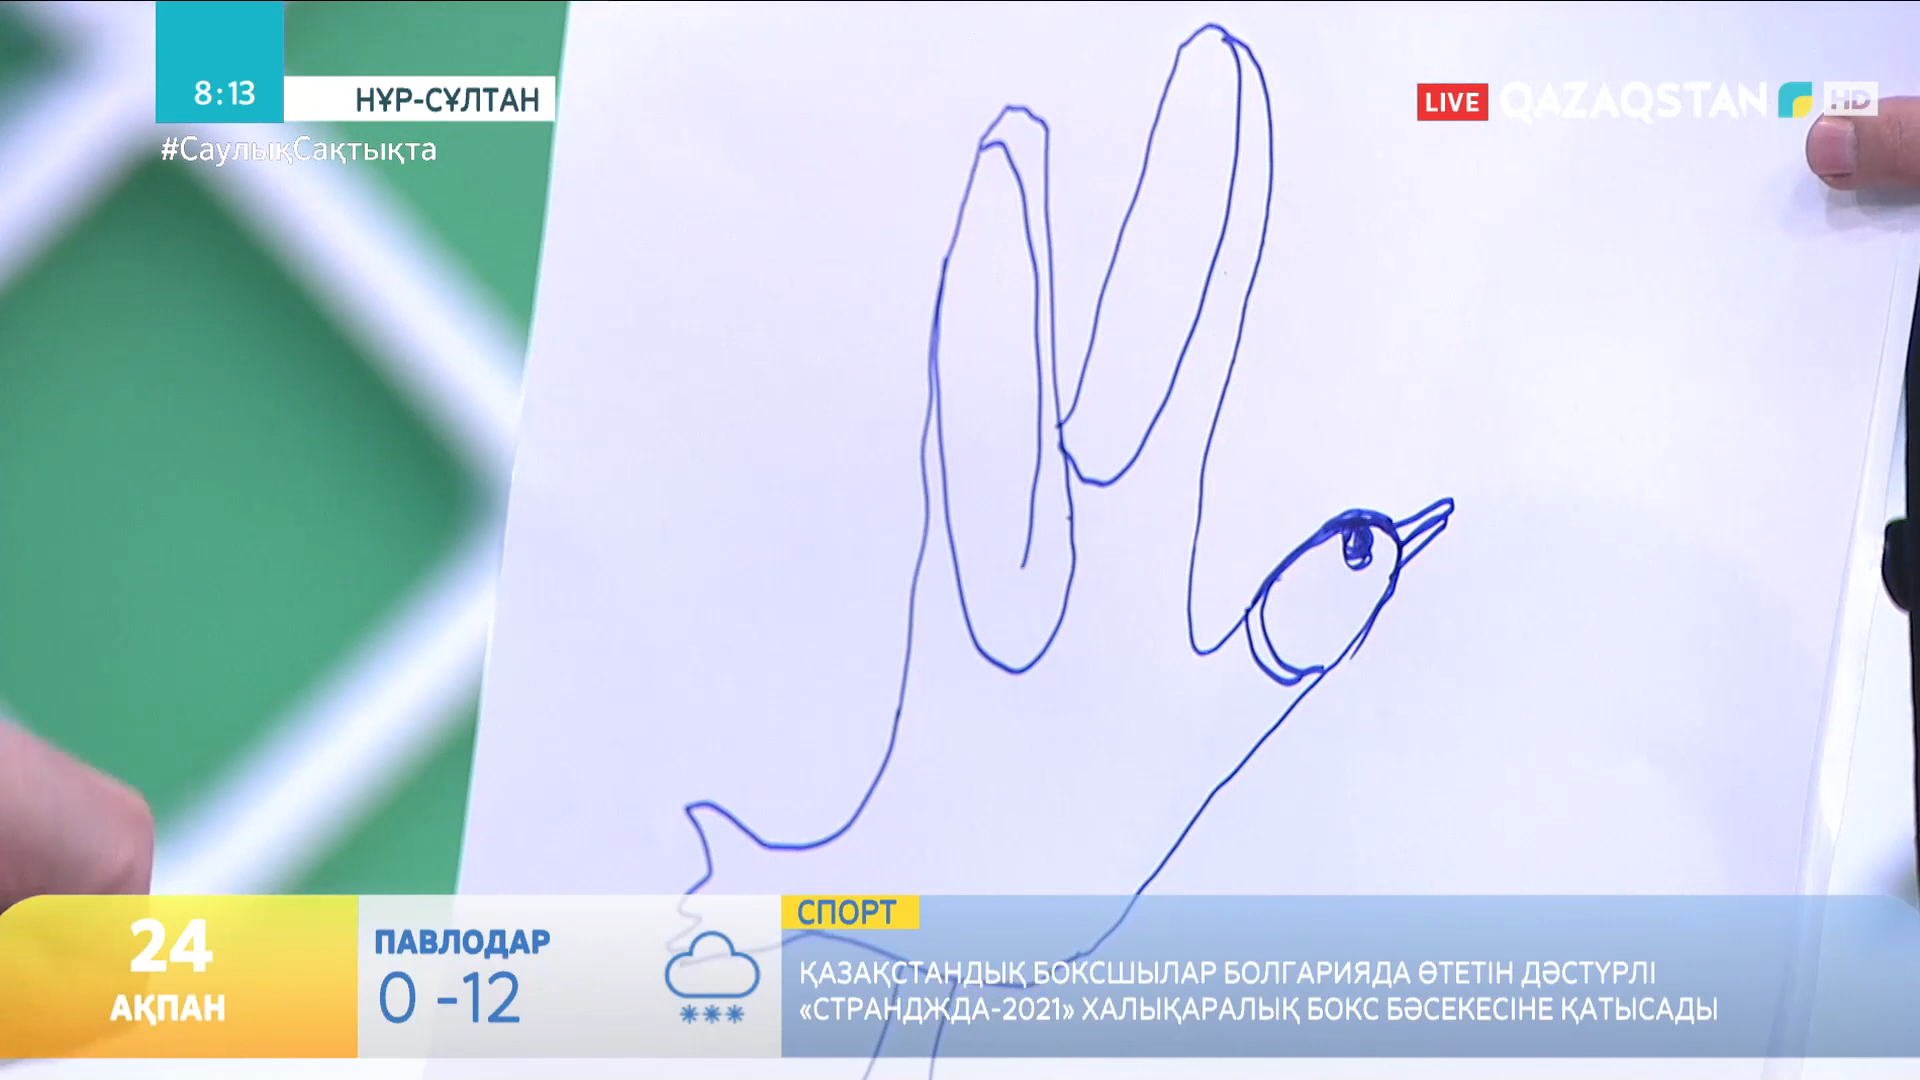 8:13
НҰР-СҰЛТАН
#СаулықСақтықта
LIVE QAZAQSTAN HD
24
АҚПАН
ПАВЛОДАР
0 -12
СПОРТ
ҚАЗАҚСТАНДЫҚ БОКСШЫЛАР БОЛГАРИЯДА ӨТЕТІН ДӘСТҮРЛІ
«СТРАНДЖДА-2021» ХАЛЫҚАРАЛЫҚ БОКС БӘСЕКЕСІНЕ ҚАТЫСАДЫ